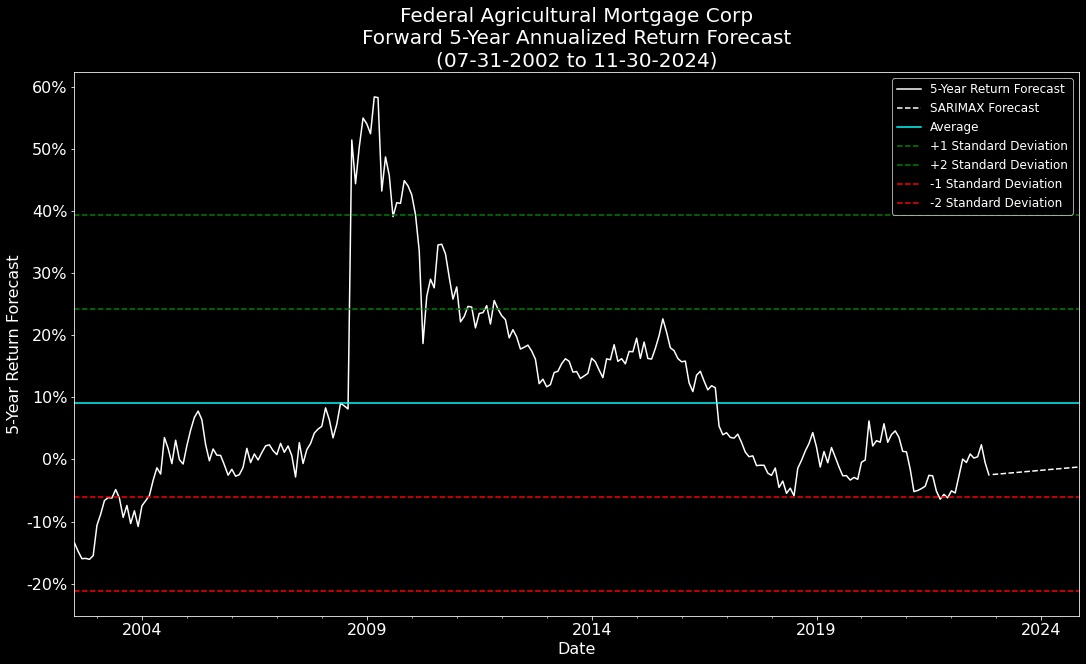 Federal Agricultural Mortgage Corp
Forward 5-Year Annualized Return Forecast
(07-31-2002 to 11-30-2024)
5-Year Return Forecast
SARIMAX Forecast
Average
+1 Standard Deviation
+2 Standard Deviation
-1 Standard Deviation
-2 Standard Deviation
5-Year Return Forecast
60%
50%
40%
30%
20%
10%
0%
-10%
-20%
2004
2009
2014
2019
2024
Date